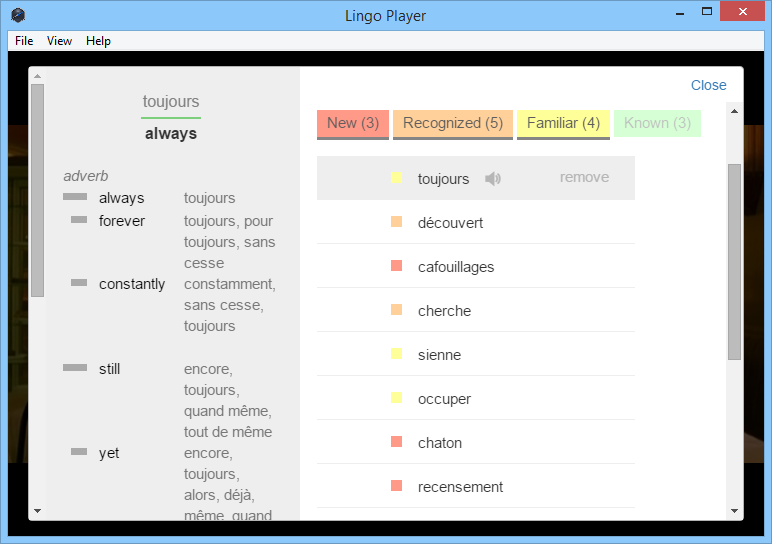 Lingo Player
File View Help
toujours
always
adverb
always toujours
forever toujours, pour
toujours, sans
cesse
constantly constamment,
sans cesse,
toujours
still encore,
toujours,
quand même,
tout de même
yet encore,
toujours,
alors, déjà,
même, quand
Close
New (3) Recognized (5) Familiar (4) Known (3)
toujours remove
découvert
cafouillages
cherche
sienne
occuper
chaton
recensement